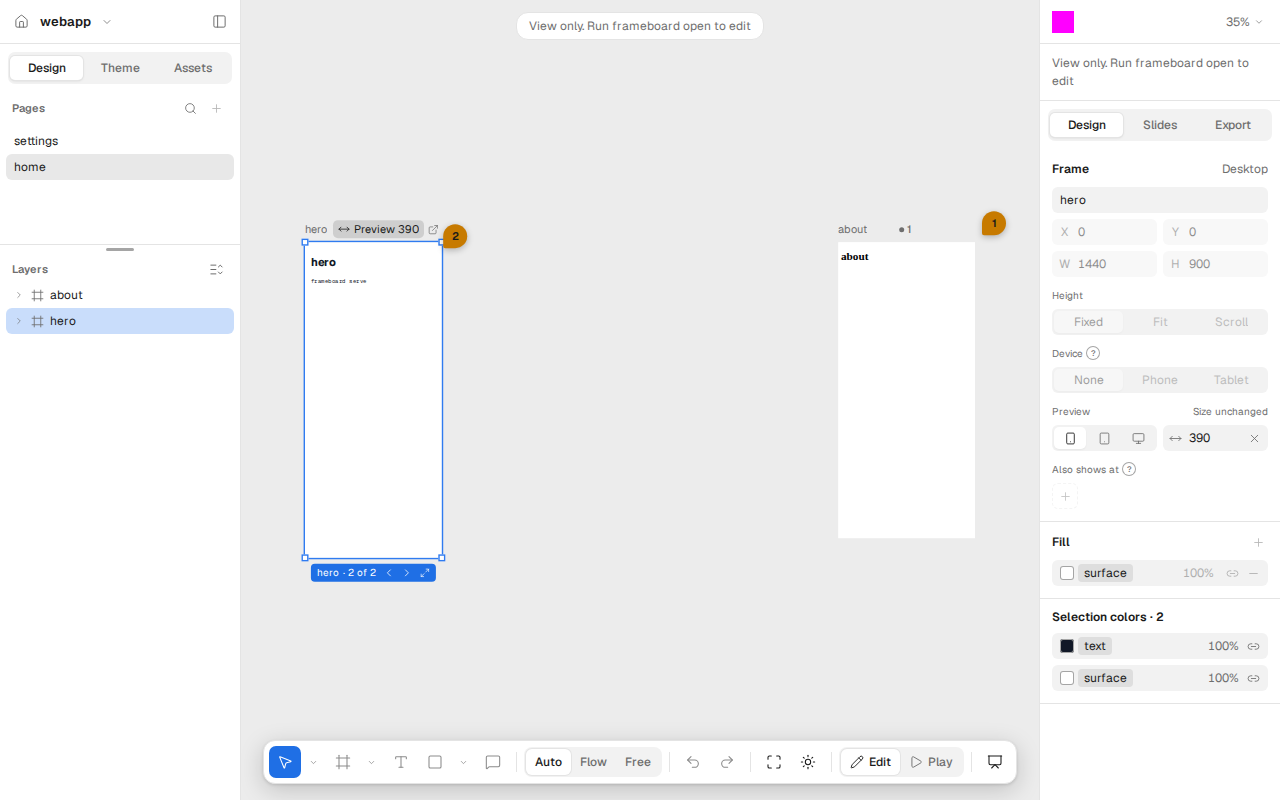 webapp
Design Theme Assets
Pages
settings
home
Layers
about
hero
View only. Run frameboard open to edit
hero Preview 390
2
hero
frameboard serve
hero · 2 of 2
about 1
1
about
Auto Flow Free
Edit Play
35%
View only. Run frameboard open to
edit
Design Slides Export
Frame Desktop
hero
X 0 Y 0
W 1440 H 900
Height
Fixed Fit Scroll
Device ?
None Phone Tablet
Preview Size unchanged
390
Also shows at ?
Fill
surface 100%
Selection colors · 2
text 100%
surface 100%